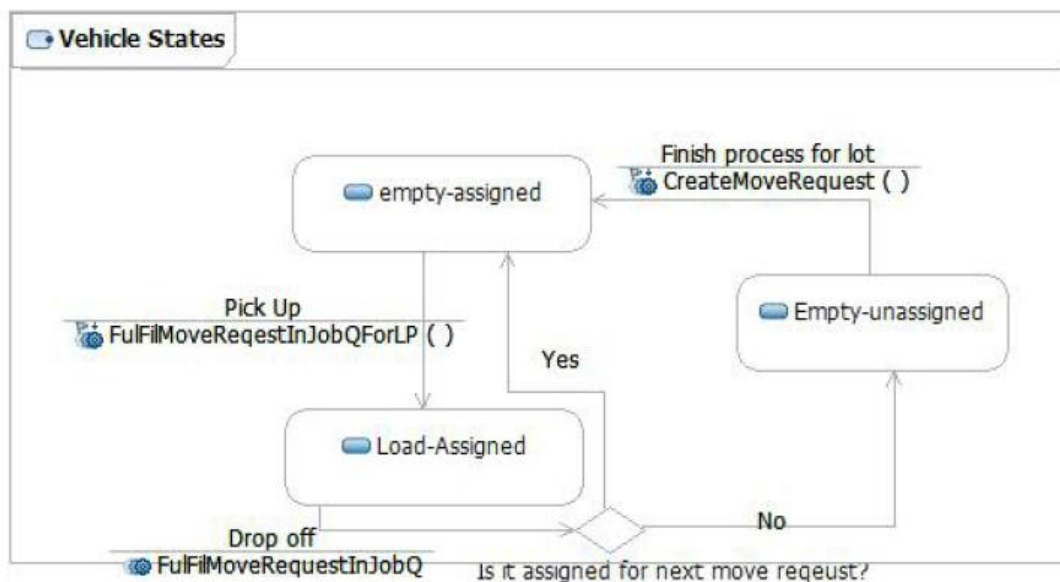 Vehicle States
Finish process for lot
CreateMoveRequest ( )
empty-assigned
Empty-unassigned
Pick Up
FulFilMoveReqestInJobQForLP ( )
Yes
Load-Assigned
No
Drop off
FulFilMoveRequestInJobQ
Is it assigned for next move reqeust?